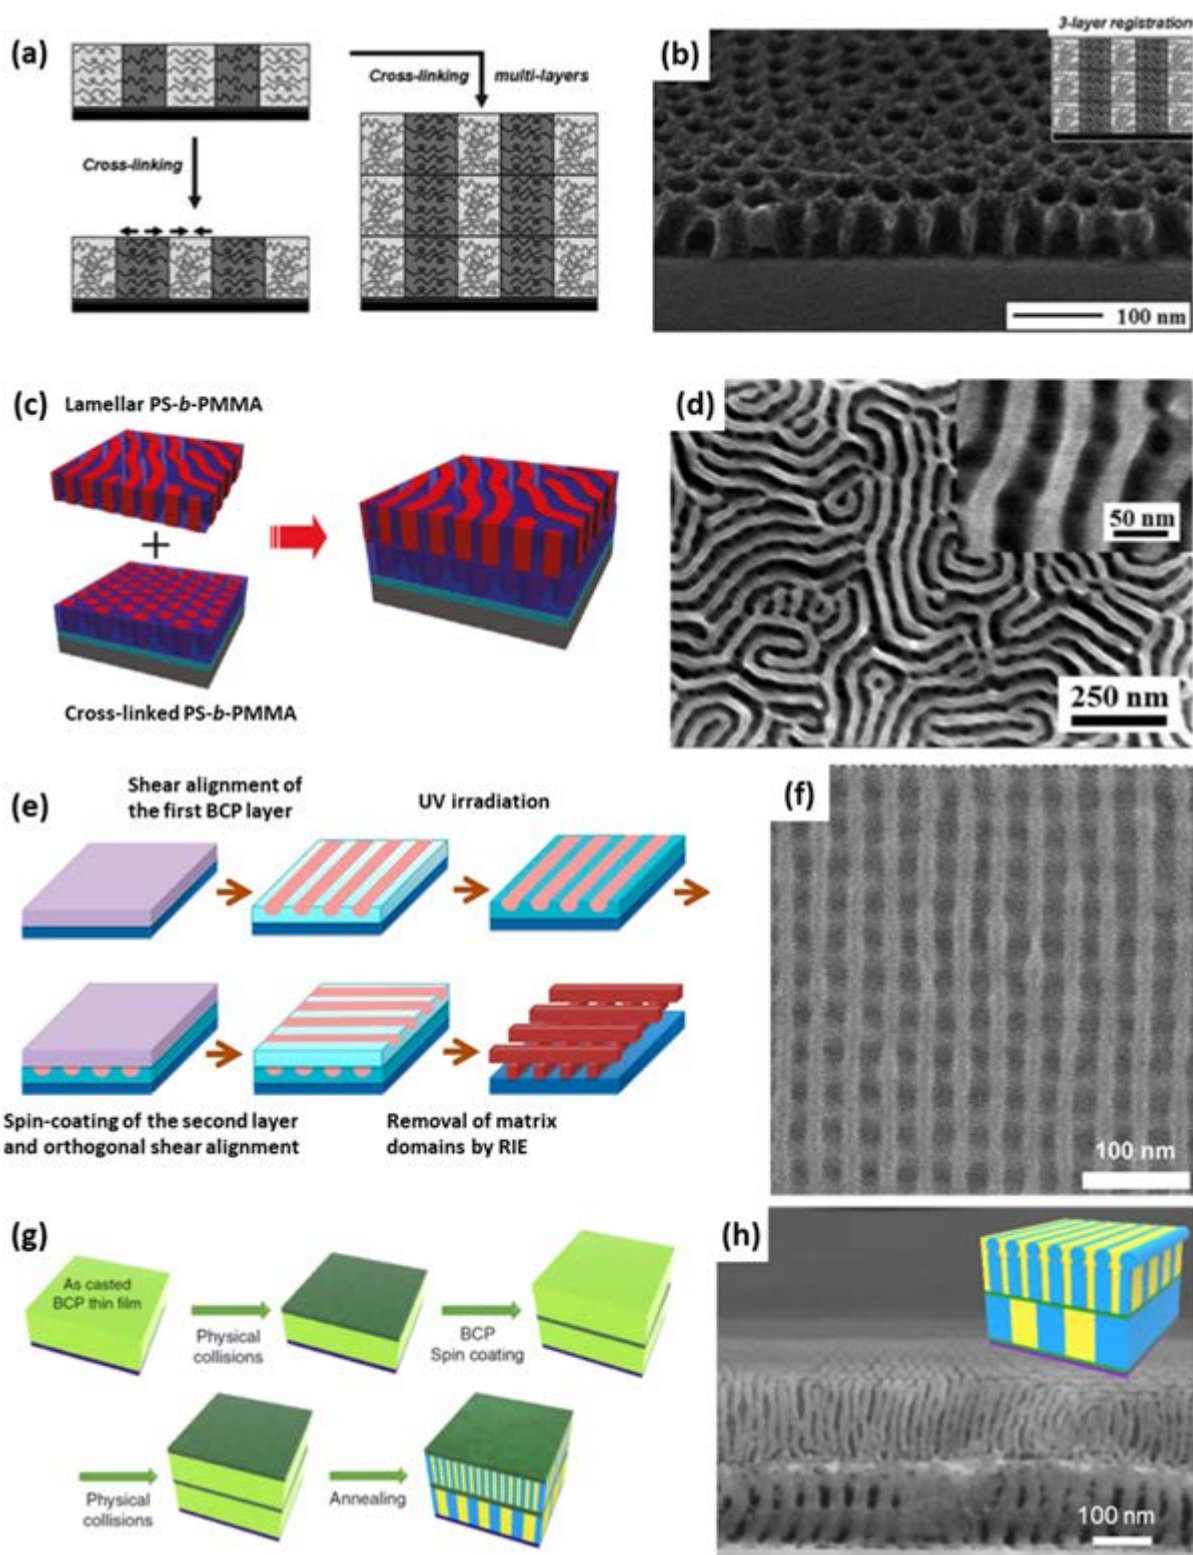 (a)
Cross-linking
Cross-linking multi-layers
(b)
3-layer registration
100 nm
(c)
Lamellar PS-b-PMMA
+
Cross-linked PS-b-PMMA
(d)
50 nm
250 nm
(e)
Shear alignment of
the first BCP layer
UV irradiation
Spin-coating of the second layer
and orthogonal shear alignment
Removal of matrix
domains by RIE
(f)
100 nm
(g)
As casted
BCP thin film
Physical
collisions
BCP
Spin coating
Physical
collisions
Annealing
(h)
100 nm